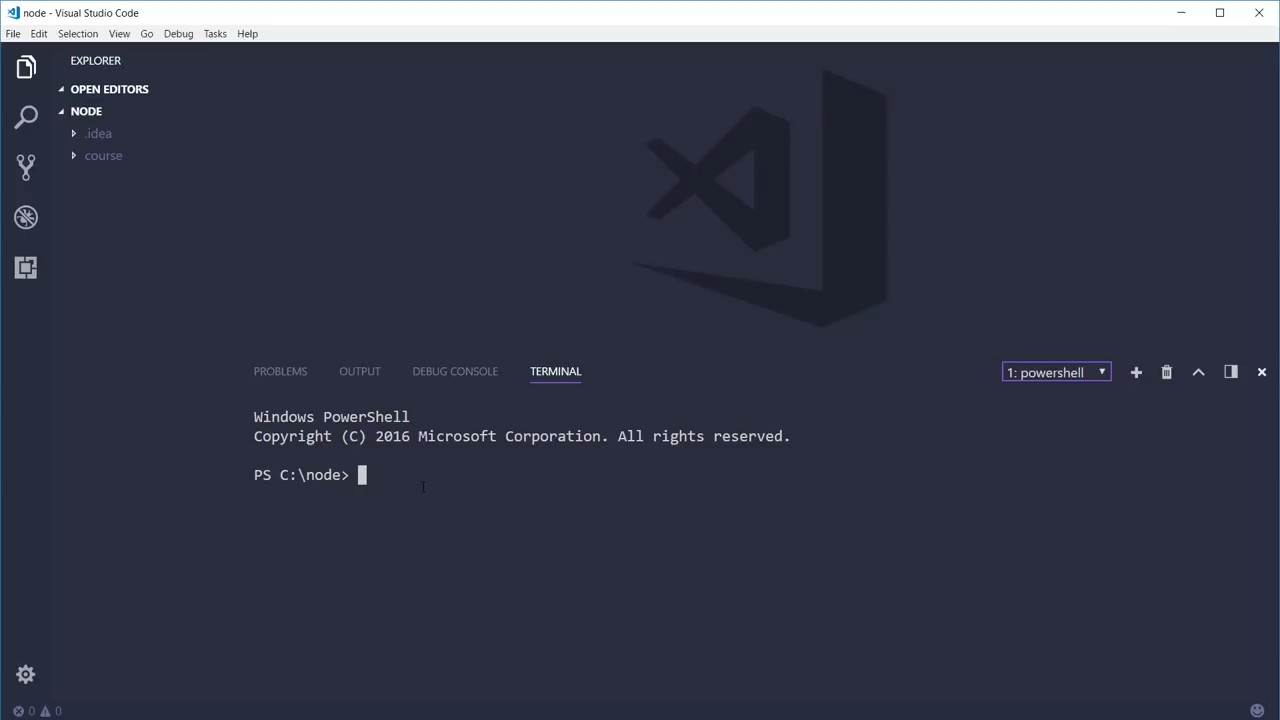 node - Visual Studio Code
File Edit Selection View Go Debug Tasks Help
EXPLORER
OPEN EDITORS
NODE
.idea
course
PROBLEMS OUTPUT DEBUG CONSOLE TERMINAL 1: powershell
Windows PowerShell
Copyright (C) 2016 Microsoft Corporation. All rights reserved.
PS C:\node>
0 0